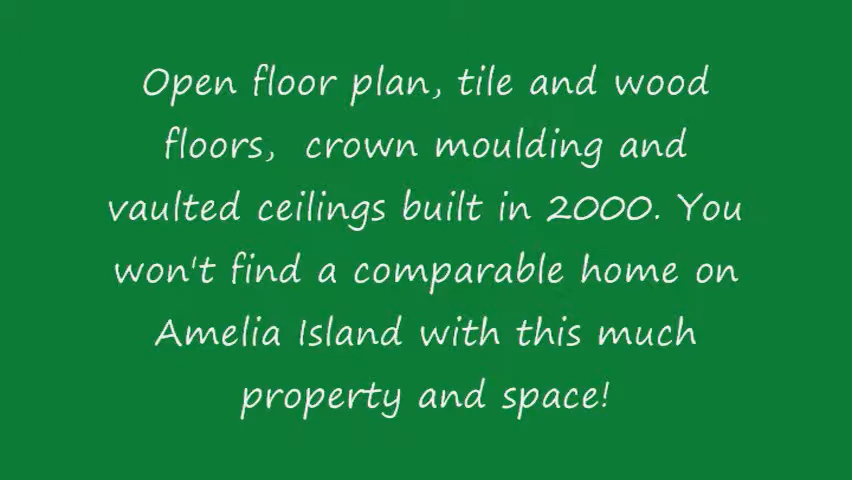 Open floor plan, tile and wood
floors,  crown moulding and
vaulted ceilings built in 2000. You
won't find a comparable home on
Amelia Island with this much
property and space!